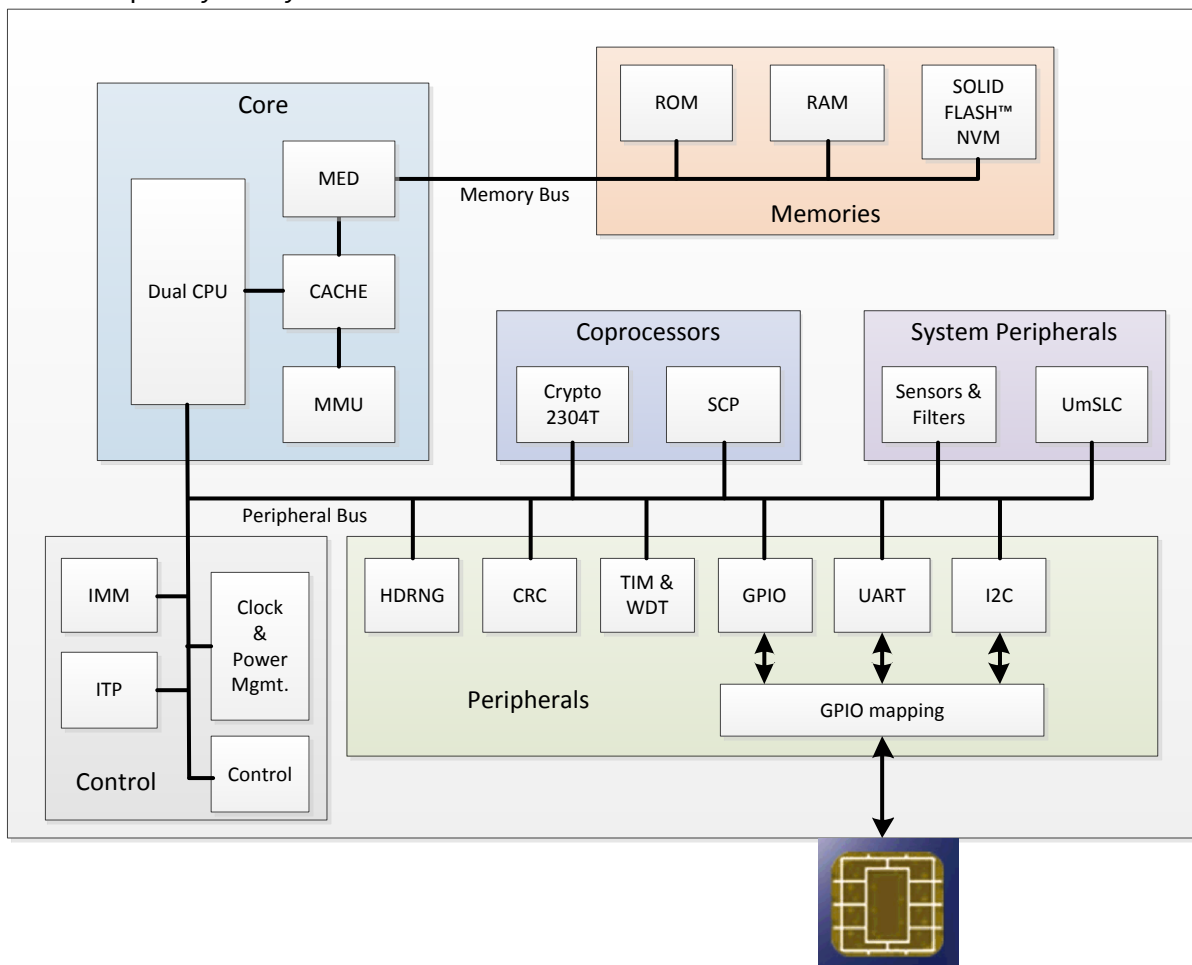 Core
MED
Dual CPU
CACHE
MMU
ROM
RAM
SOLID
FLASH™
NVM
Memory Bus
Memories
Coprocessors
Crypto
2304T
SCP
System Peripherals
Sensors &
Filters
UmSLC
Peripheral Bus
IMM
Clock
&
Power
Mgmt.
ITP
Control
Control
HDRNG
CRC
TIM &
WDT
GPIO
UART
I2C
Peripherals
GPIO mapping